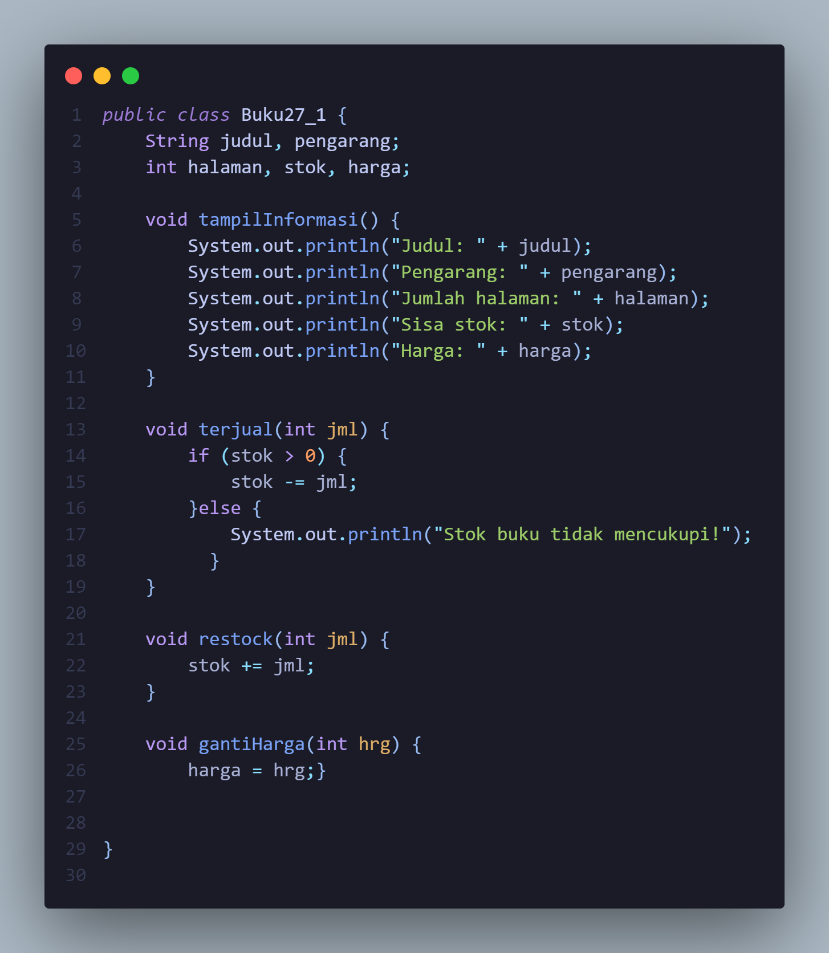 1 public class Buku27_1 {
2     String judul, pengarang;
3     int halaman, stok, harga;
4
5     void tampilInformasi() {
6         System.out.println("Judul: " + judul);
7         System.out.println("Pengarang: " + pengarang);
8         System.out.println("Jumlah halaman: " + halaman);
9         System.out.println("Sisa stok: " + stok);
10         System.out.println("Harga: " + harga);
11     }
12
13     void terjual(int jml) {
14         if (stok > 0) {
15             stok -= jml;
16         }else {
17             System.out.println("Stok buku tidak mencukupi!");
18           }
19     }
20
21     void restock(int jml) {
22         stok += jml;
23     }
24
25     void gantiHarga(int hrg) {
26         harga = hrg;}
27
28
29 }
30